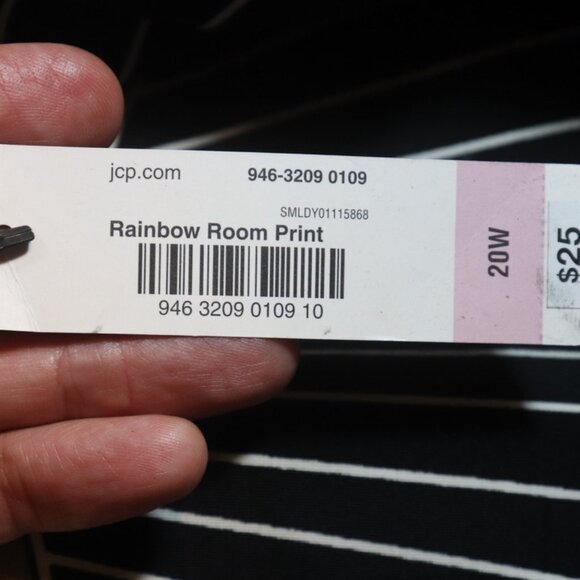 jcp.com 946-3209 0109
SMLDY01115868
Rainbow Room Print
946 3209 0109 10
20W
$25